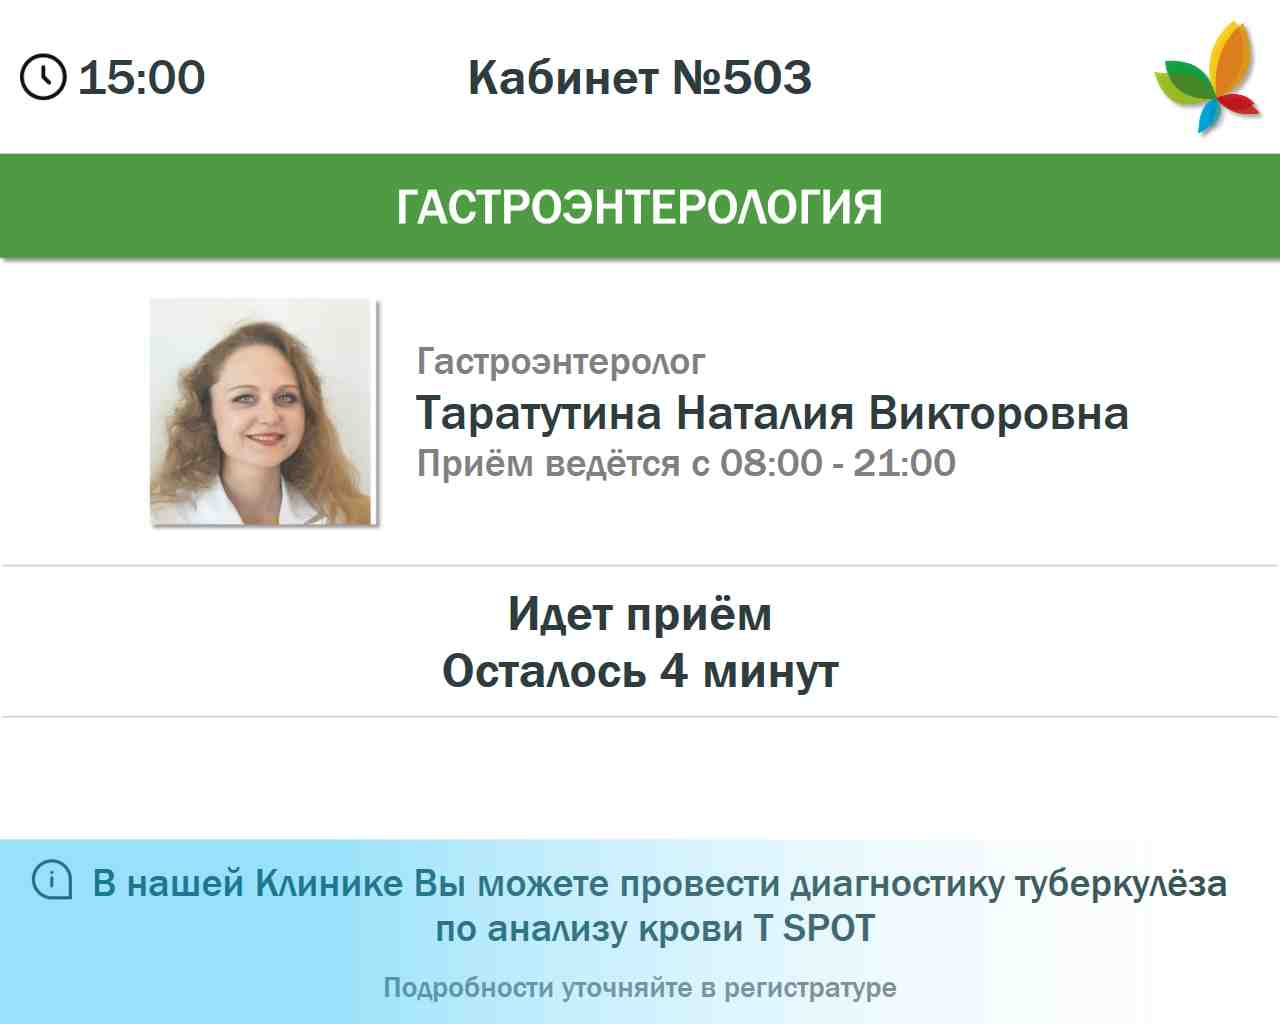 15:00
Кабинет №503
ГАСТРОЭНТЕРОЛОГИЯ
Гастроэнтеролог
Таратутина Наталия Викторовна
Приём ведётся с 08:00 - 21:00
Идет приём
Осталось 4 минут
В нашей Клинике Вы можете провести диагностику туберкулёза
по анализу крови T SPOT
Подробности уточняйте в регистратуре